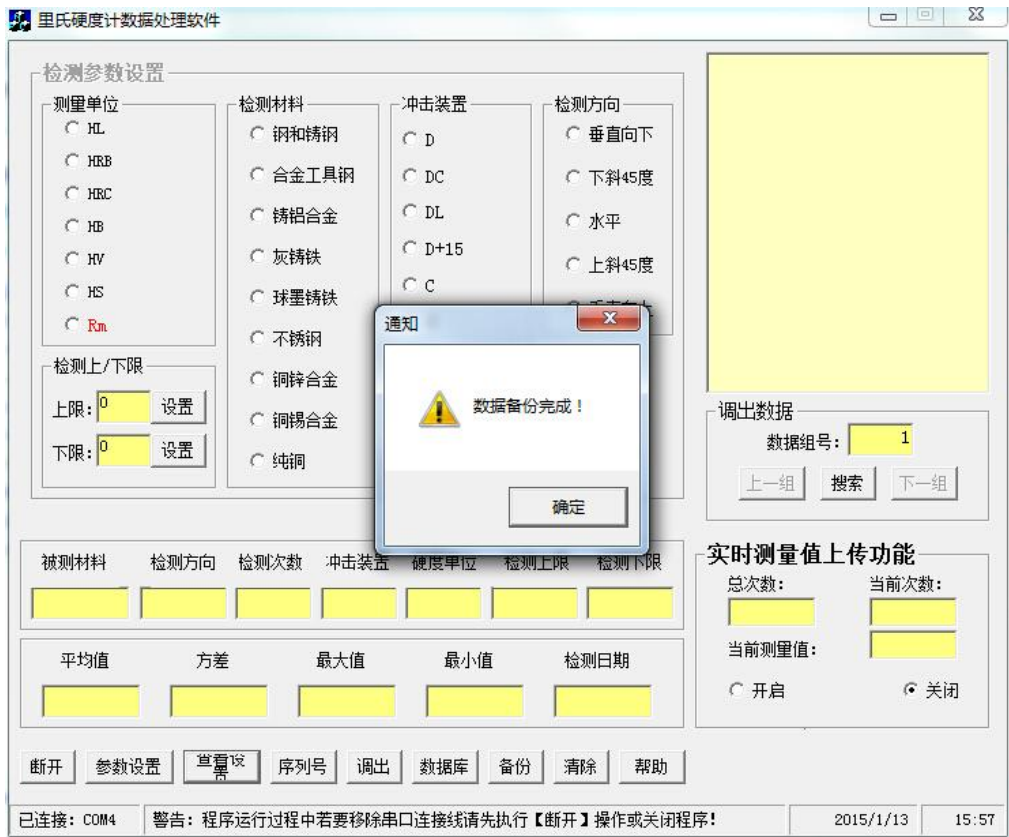 里氏硬度计数据处理软件
检测参数设置
测量单位
HL
HRB
HRC
HB
HV
HS
Rm
检测上/下限
上限: 0 设置
下限: 0 设置
检测材料
钢和铸钢
合金工具钢
铸铝合金
灰铸铁
球墨铸铁
不锈钢
铜锌合金
铜锡合金
纯铜
冲击装置
D
DC
DL
D+15
C
检测方向
垂直向下
下斜45度
水平
上斜45度
通知
数据备份完成！
确定
调出数据
数据组号: 1
上一组 搜索 下一组
被测材料 检测方向 检测次数 冲击装置 硬度单位 检测上限 检测下限
平均值 方差 最大值 最小值 检测日期
实时测量值上传功能
总次数: 当前次数:
当前测量值:
开启 关闭
断开 参数设置 查看设置 序列号 调出 数据库 备份 清除 帮助
已连接: COM4 警告: 程序运行过程中若要移除串口连接线请先执行【断开】操作或关闭程序! 2015/1/13 15:57